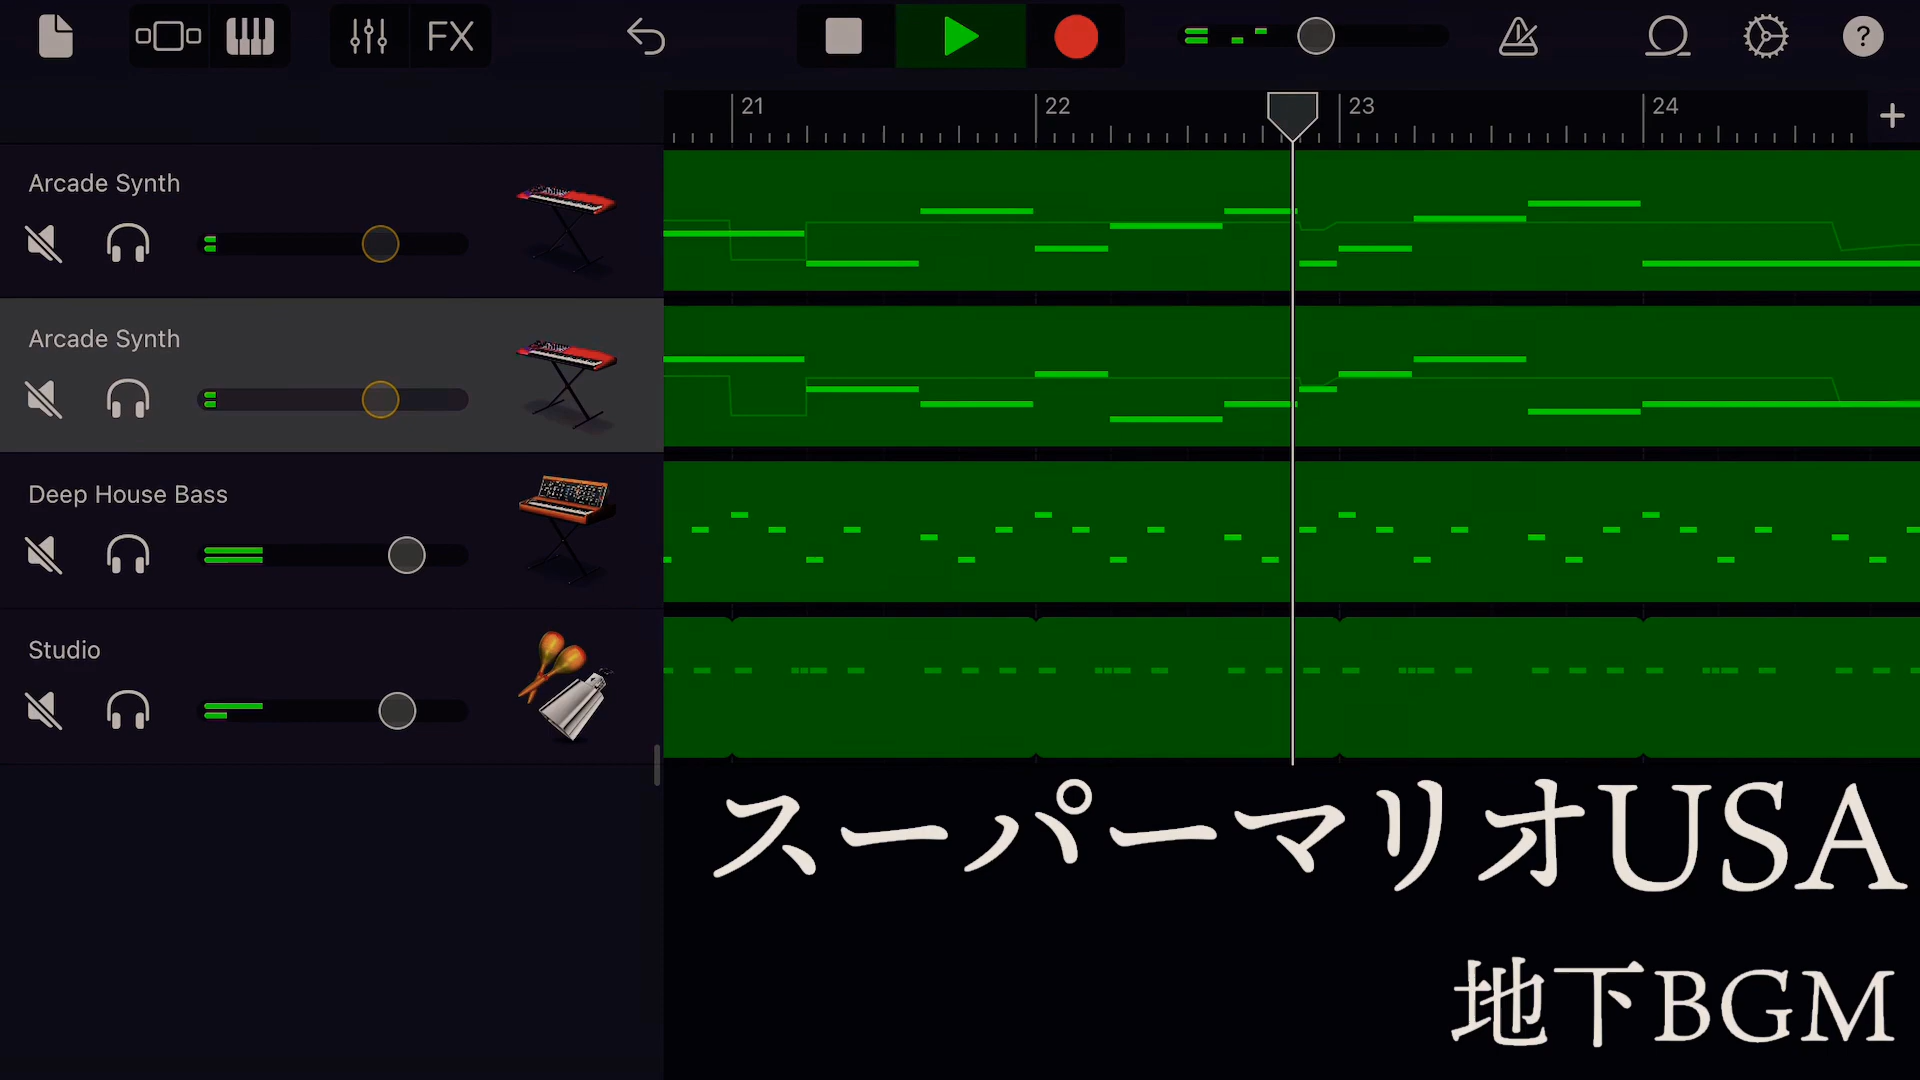 FX
?
21 22 23 24 +
Arcade Synth
Arcade Synth
Deep House Bass
Studio
スーパーマリオUSA
地下BGM